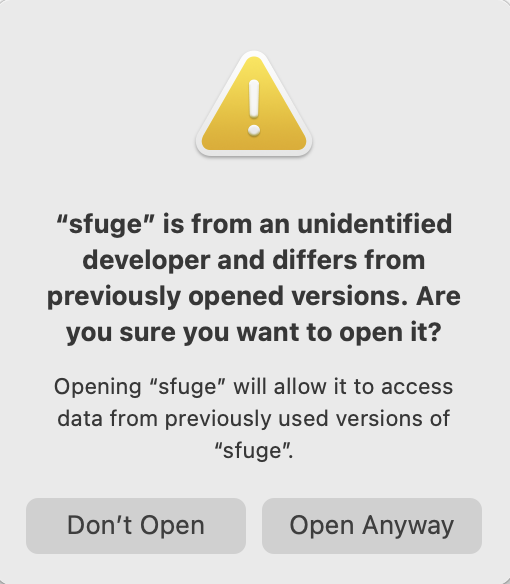 “sfuge” is from an unidentified
developer and differs from
previously opened versions. Are
you sure you want to open it?
Opening “sfuge” will allow it to access
data from previously used versions of
“sfuge”.
Don’t Open
Open Anyway